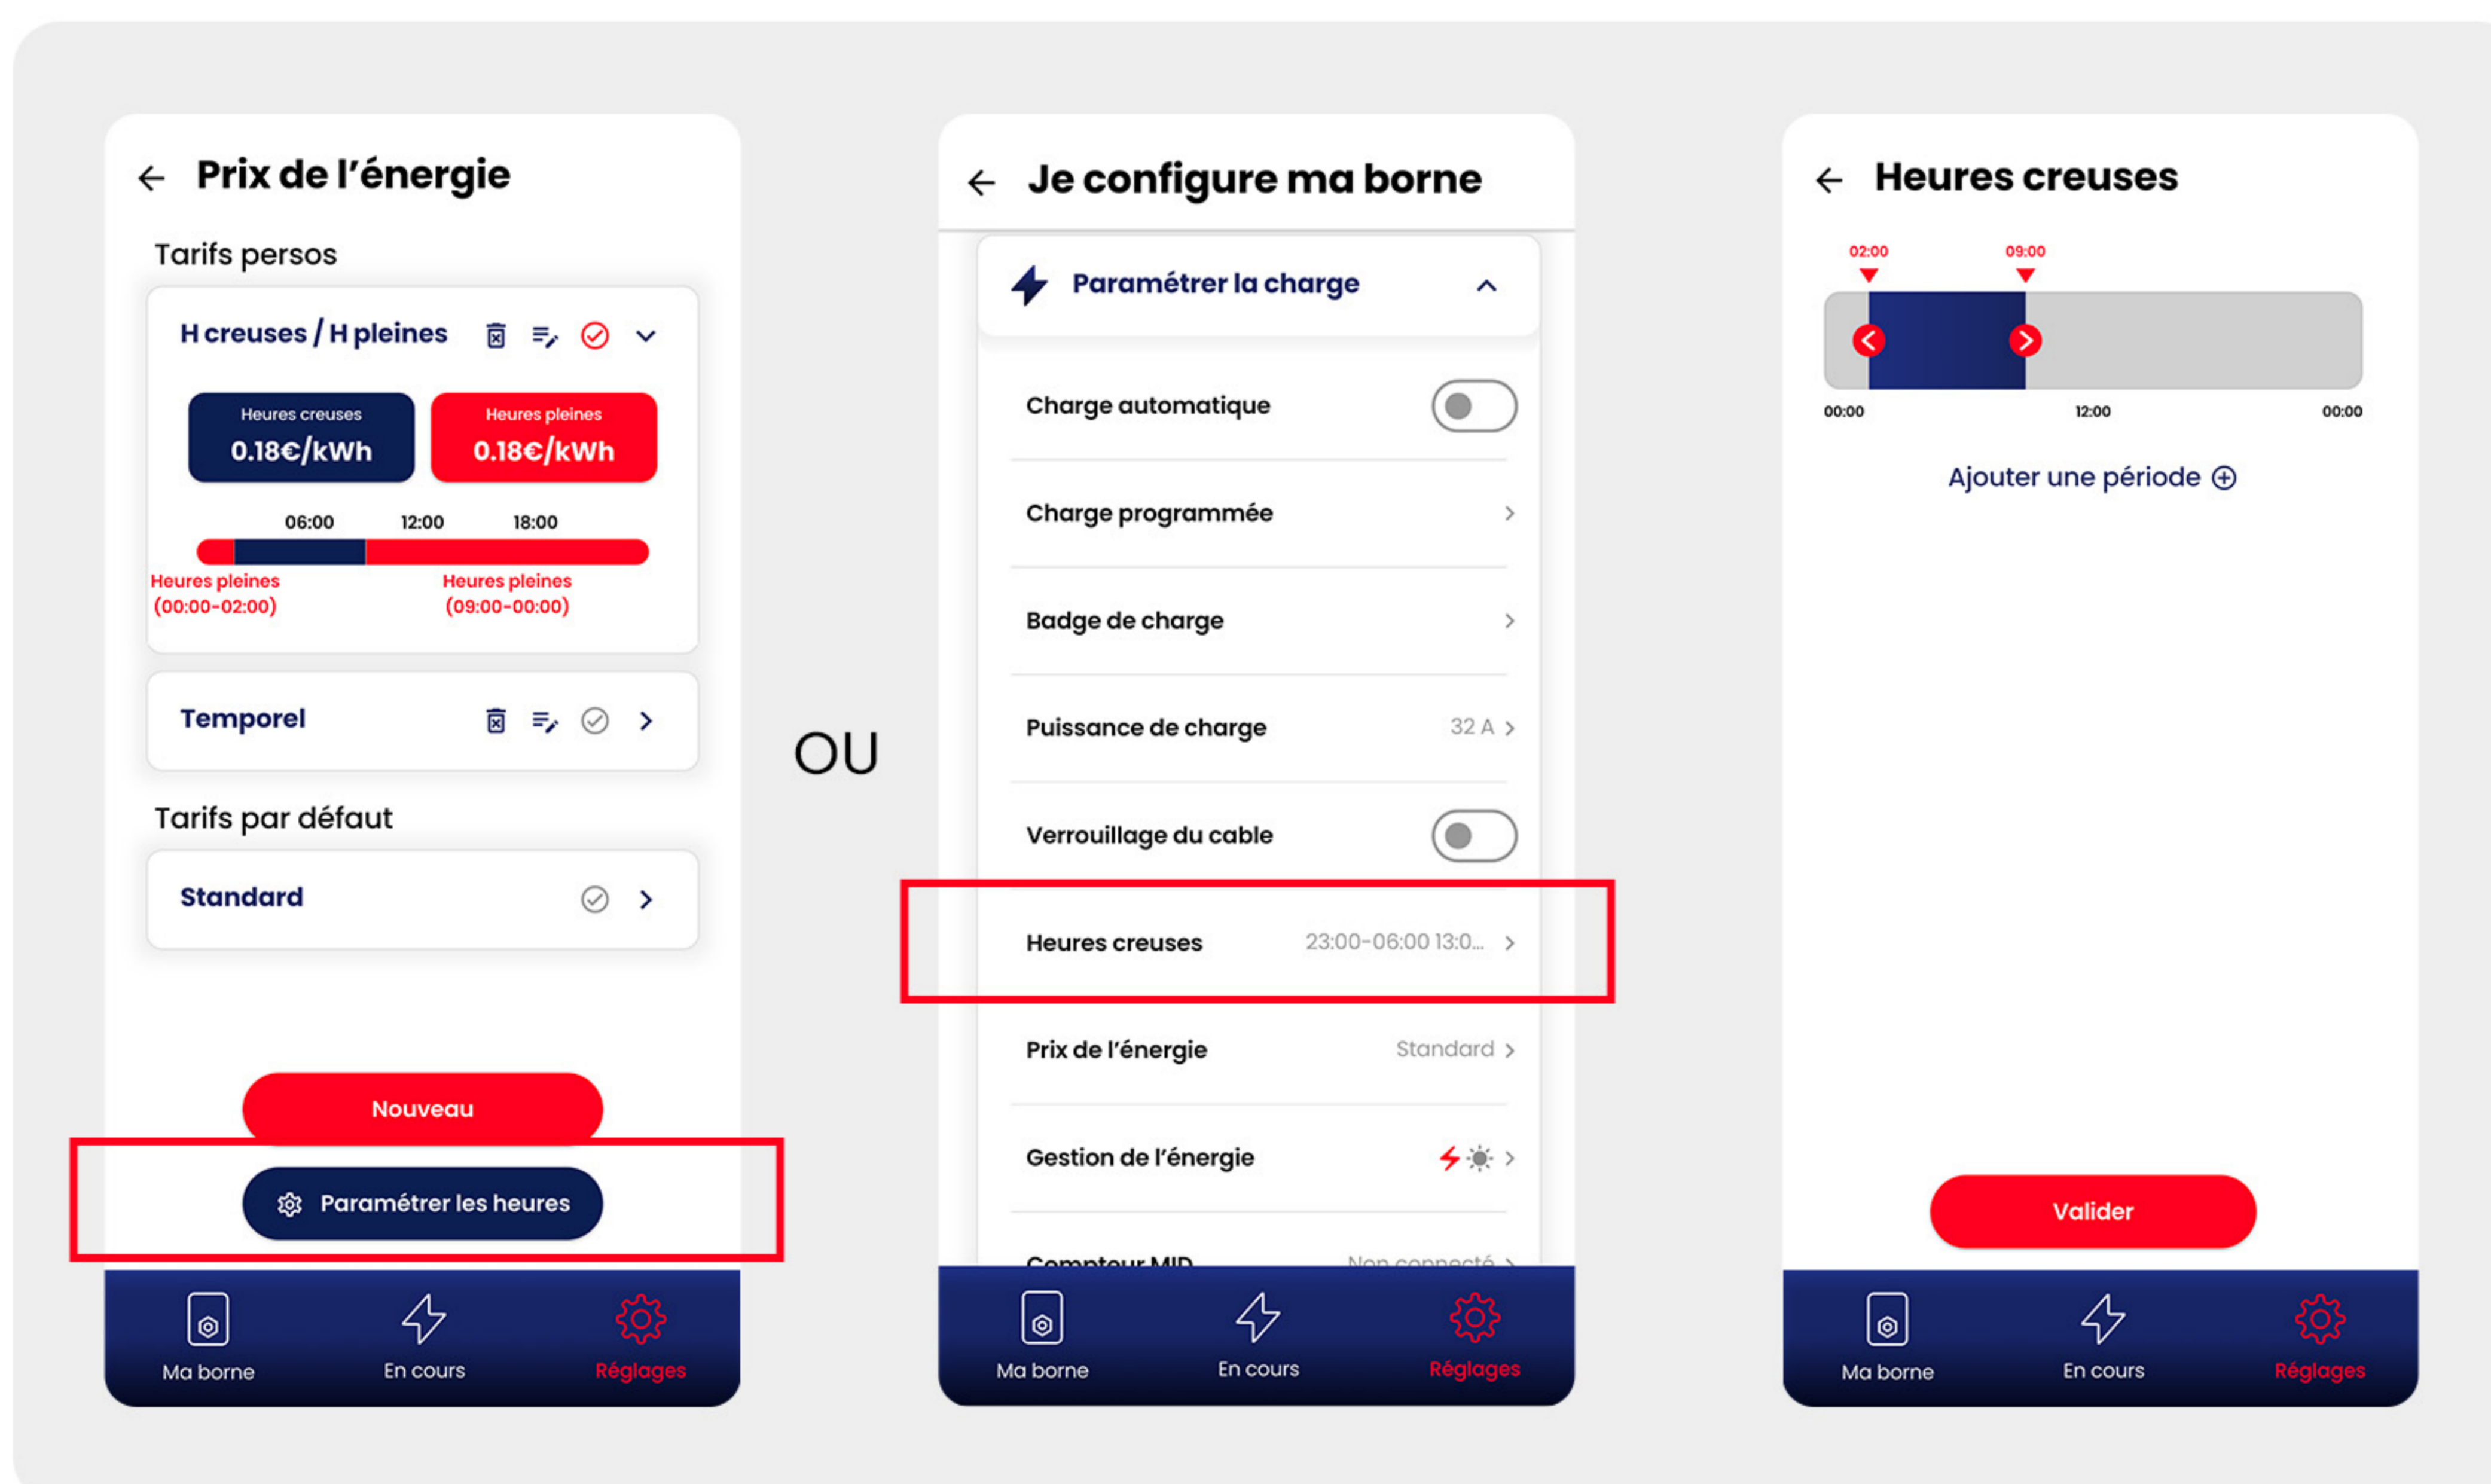 Prix de l'énergie
Tarifs persos
H creuses / H pleines
Heures creuses
0.18€/kWh
Heures pleines
0.18€/kWh
06:00 12:00 18:00
Heures pleines
(00:00-02:00)
Heures pleines
(09:00-00:00)
Temporel
Tarifs par défaut
Standard
Nouveau
Paramétrer les heures
Ma borne En cours Réglages
OU
Je configure ma borne
Paramétrer la charge
Charge automatique
Charge programmée
Badge de charge
Puissance de charge 32 A
Verrouillage du cable
Heures creuses 23:00-06:00 13:0...
Prix de l'énergie Standard
Gestion de l'énergie
Compteur MID Non connecté
Ma borne En cours Réglages
Heures creuses
02:00 09:00
00:00 12:00 00:00
Ajouter une période
Valider
Ma borne En cours Réglages